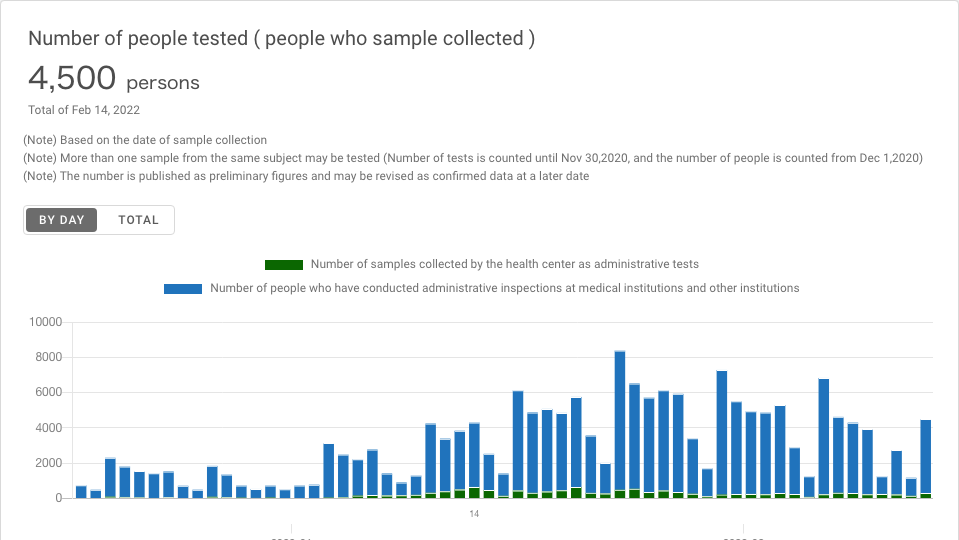 Number of people tested ( people who sample collected )
4,500 persons
Total of Feb 14, 2022
(Note) Based on the date of sample collection
(Note) More than one sample from the same subject may be tested (Number of tests is counted until Nov 30,2020, and the number of people is counted from Dec 1,2020)
(Note) The number is published as preliminary figures and may be revised as confirmed data at a later date
BY DAY TOTAL
Number of samples collected by the health center as administrative tests
Number of people who have conducted administrative inspections at medical institutions and other institutions
10000
8000
6000
4000
2000
0
14